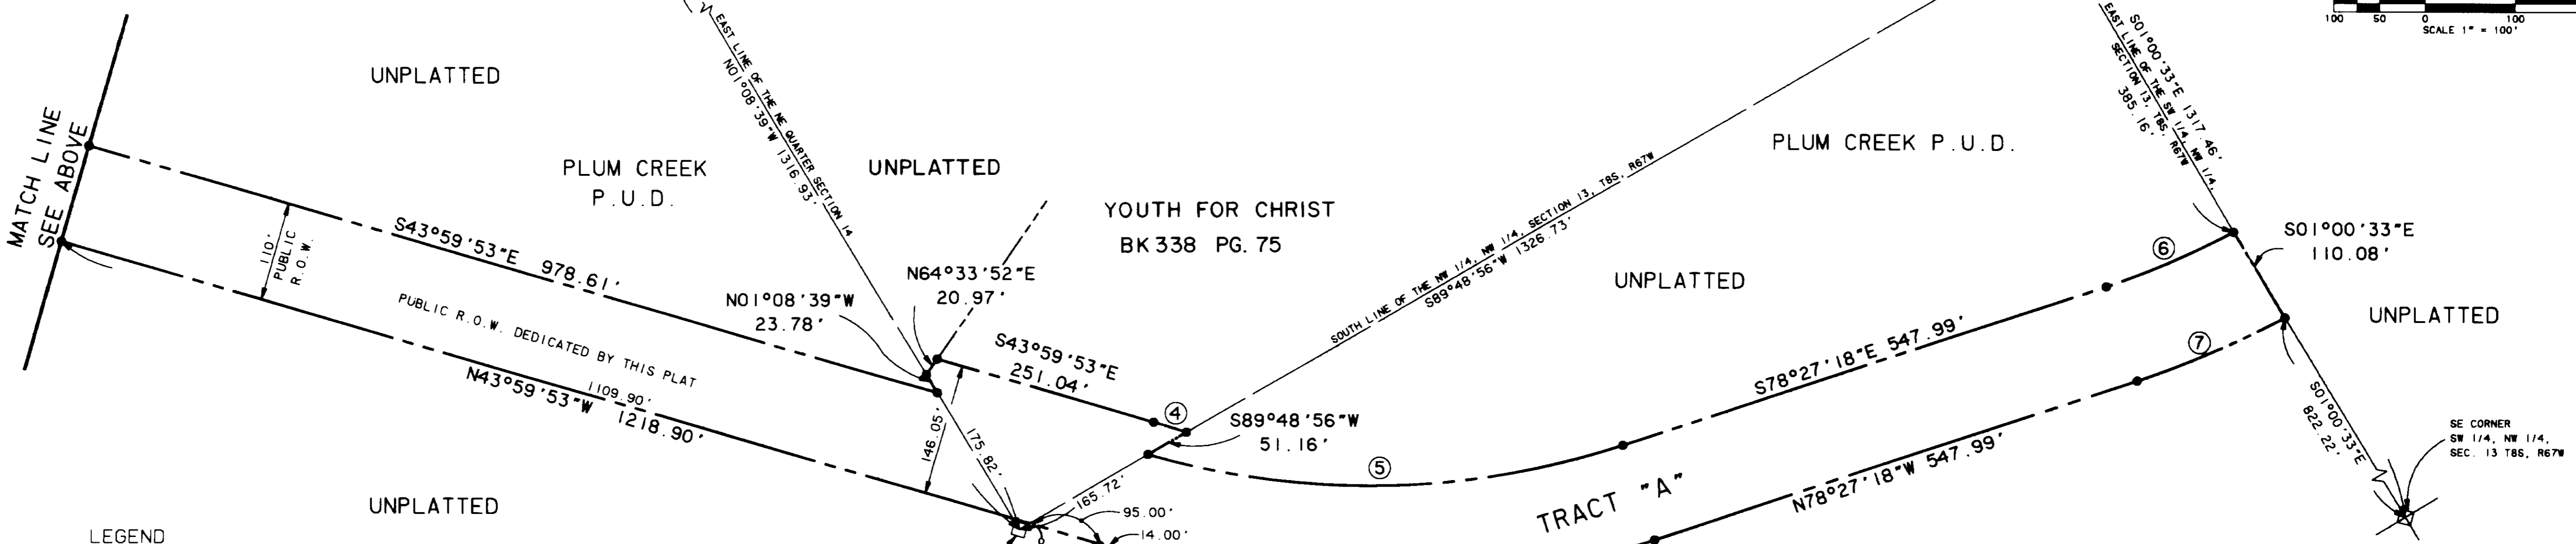 100 50 0 100
SCALE 1" = 100'
UNPLATTED
MATCH LINE
SEE ABOVE
EAST LINE OF THE NE QUARTER SECTION 14
N01°08'39"W 1316.93'
PLUM CREEK
P.U.D.
UNPLATTED
YOUTH FOR CHRIST
BK 338 PG. 75
SOUTH LINE OF THE NW 1/4, NW 1/4, SECTION 13, T8S, R67W
S89°48'56"W 1326.73'
PLUM CREEK P.U.D.
S01°00'33"E 1317.46'
EAST LINE OF THE SW 1/4, NW 1/4,
SECTION 13, T8S, R67W
385.16'
110'
PUBLIC
R.O.W.
S43°59'53"E 978.61'
PUBLIC R.O.W. DEDICATED BY THIS PLAT
1109.90'
N43°59'53"W 1218.90'
N01°08'39"W
23.78'
N64°33'52"E
20.97'
S43°59'53"E
251.04'
4
S89°48'56"W
51.16'
146.05'
175.82'
165.72'
95.00'
14.00'
5
UNPLATTED
S78°27'18"E 547.99'
6
S01°00'33"E
110.08'
UNPLATTED
7
N78°27'18"W 547.99'
TRACT "A"
S01°00'33"E
822.22'
SE CORNER
SW 1/4, NW 1/4,
SEC. 13 T8S, R67W
UNPLATTED
LEGEND